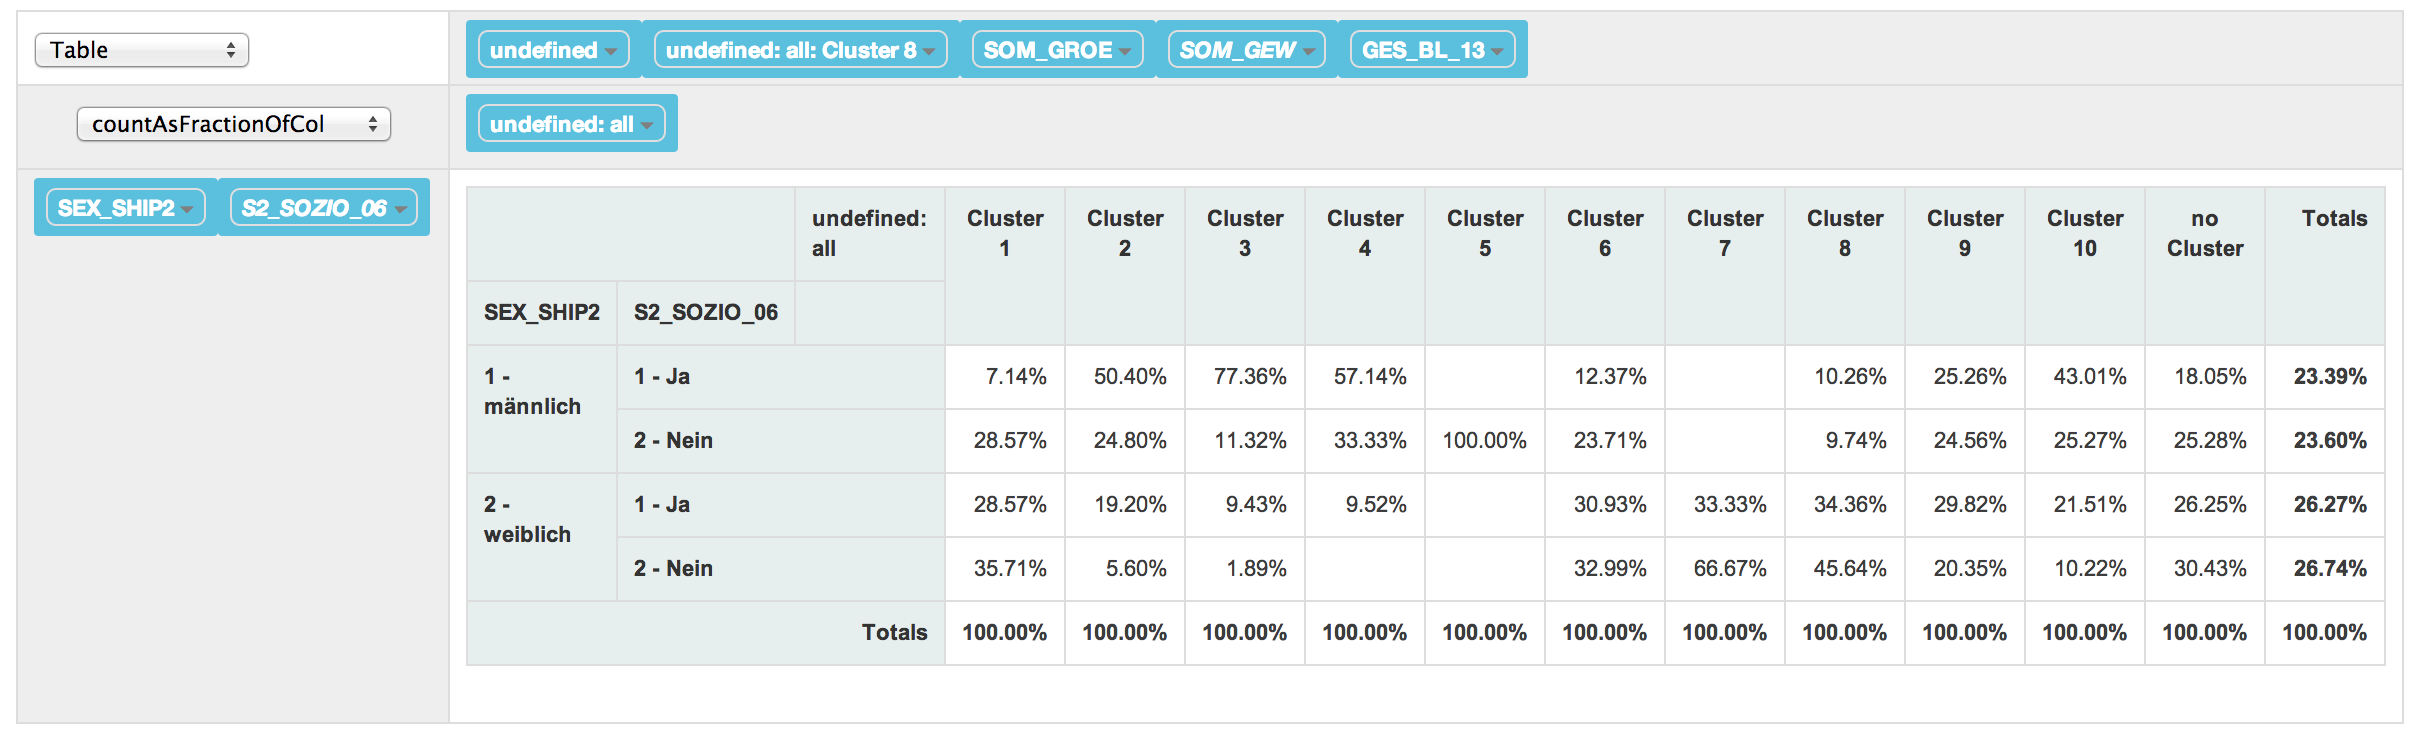 Table undefined undefined: all: Cluster 8 SOM_GROE SOM_GEW GES_BL_13
countAsFractionOfCol undefined: all
SEX_SHIP2 S2_SOZIO_06
undefined: all Cluster 1 Cluster 2 Cluster 3 Cluster 4 Cluster 5 Cluster 6 Cluster 7 Cluster 8 Cluster 9 Cluster 10 no Cluster Totals
SEX_SHIP2 S2_SOZIO_06
1 - männlich 1 - Ja 7.14% 50.40% 77.36% 57.14% 12.37% 10.26% 25.26% 43.01% 18.05% 23.39%
2 - Nein 28.57% 24.80% 11.32% 33.33% 100.00% 23.71% 9.74% 24.56% 25.27% 25.28% 23.60%
2 - weiblich 1 - Ja 28.57% 19.20% 9.43% 9.52% 30.93% 33.33% 34.36% 29.82% 21.51% 26.25% 26.27%
2 - Nein 35.71% 5.60% 1.89% 32.99% 66.67% 45.64% 20.35% 10.22% 30.43% 26.74%
Totals 100.00% 100.00% 100.00% 100.00% 100.00% 100.00% 100.00% 100.00% 100.00% 100.00% 100.00% 100.00%